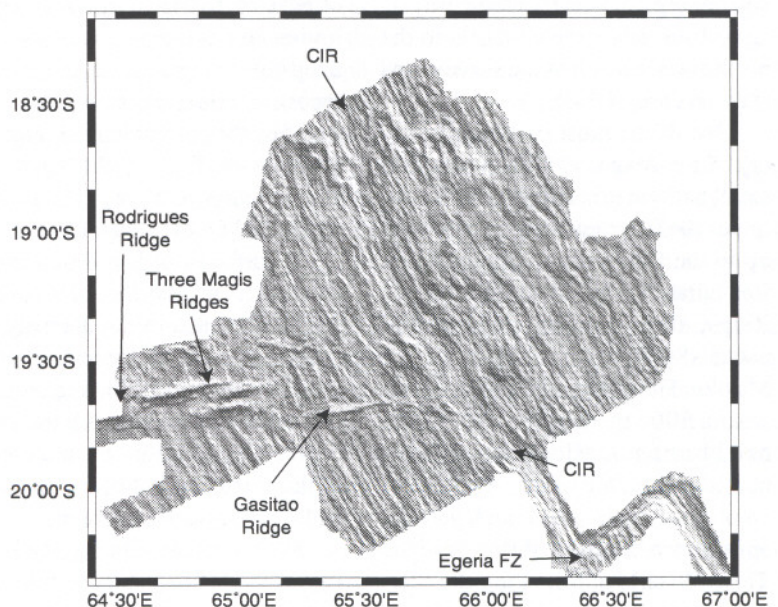 CIR
18°30'S
19°00'S
Rodrigues
Ridge
Three Magis
Ridges
19°30'S
CIR
20°00'S
Gasitao
Ridge
Egeria FZ
64°30'E
65°00'E
65°30'E
66°00'E
66°30'E
67°00'E